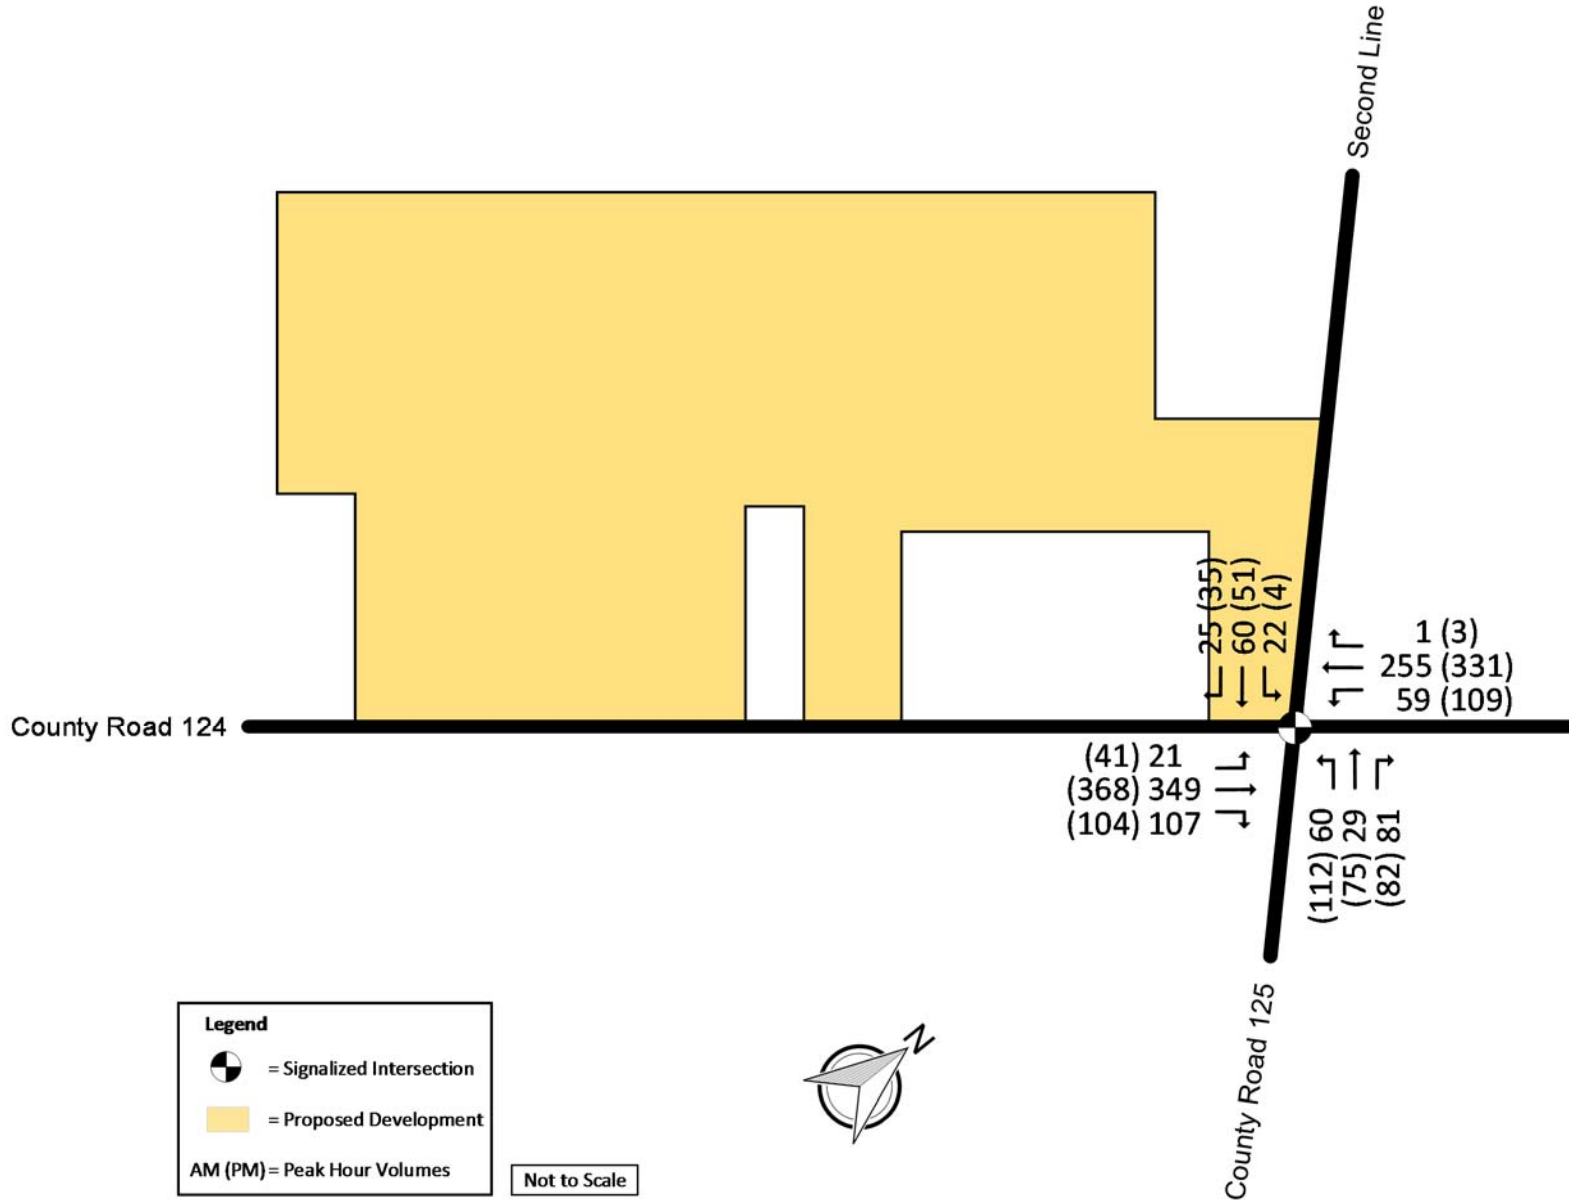 Second Line
25 (35)
60 (51)
22 (4)
1 (3)
255 (331)
59 (109)
County Road 124
(41) 21
(368) 349
(104) 107
(112) 60
(75) 29
(82) 81
County Road 125
N
Legend
= Signalized Intersection
= Proposed Development
AM (PM) = Peak Hour Volumes
Not to Scale